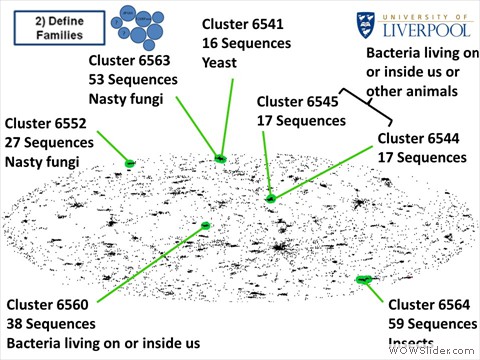 2) Define
Families
UNIVERSITY OF
LIVERPOOL
Cluster 6541
16 Sequences
Yeast
Cluster 6563
53 Sequences
Nasty fungi
Bacteria living on
or inside us or
other animals
Cluster 6545
17 Sequences
Cluster 6544
17 Sequences
Cluster 6552
27 Sequences
Nasty fungi
Cluster 6560
38 Sequences
Bacteria living on or inside us
Cluster 6564
59 Sequences
Insects
WOWSlider.com